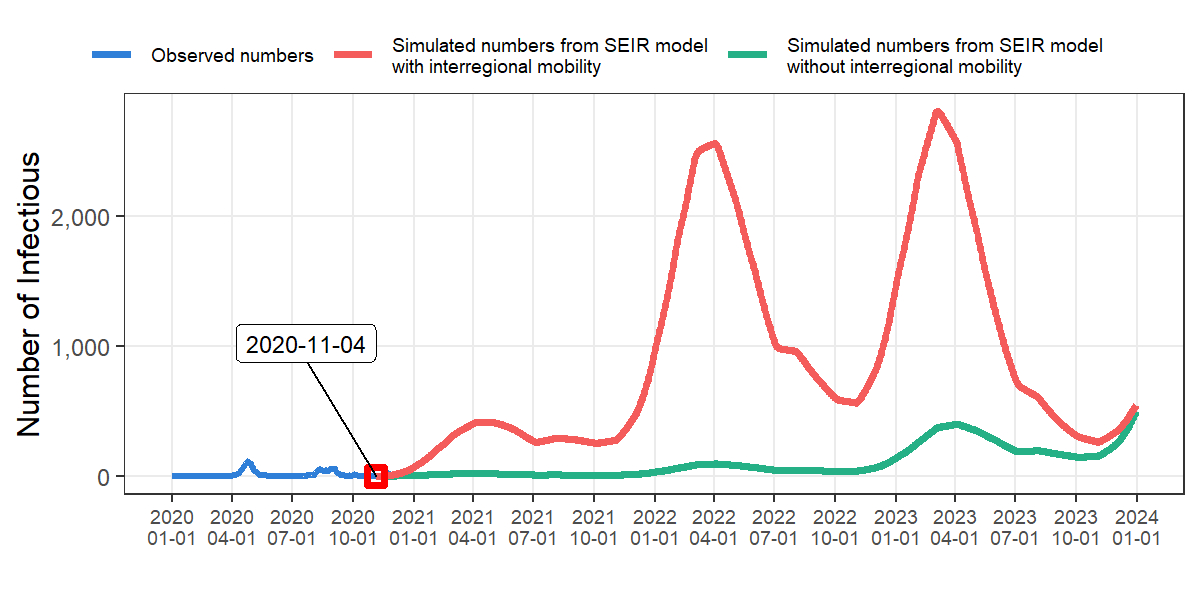 Observed numbers
Simulated numbers from SEIR model
with interregional mobility
Simulated numbers from SEIR model
without interregional mobility
Number of Infectious
2,000
1,000
0
2020-11-04
2020 2020 2020 2020 2021 2021 2021 2021 2022 2022 2022 2022 2023 2023 2023 2023 2024
01-01 04-01 07-01 10-01 01-01 04-01 07-01 10-01 01-01 04-01 07-01 10-01 01-01 04-01 07-01 10-01 01-01